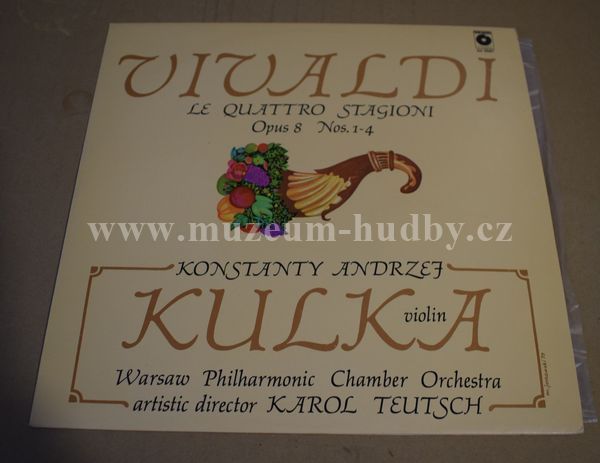 VIVALDI
LE QUATTRO STAGIONI
Opus 8 Nos. 1-4
www.muzeum-hudby.cz
KONSTANTY ANDRZEJ
KULKA
violin
Warsaw Philharmonic Chamber Orchestra
artistic director KAROL TEUTSCH